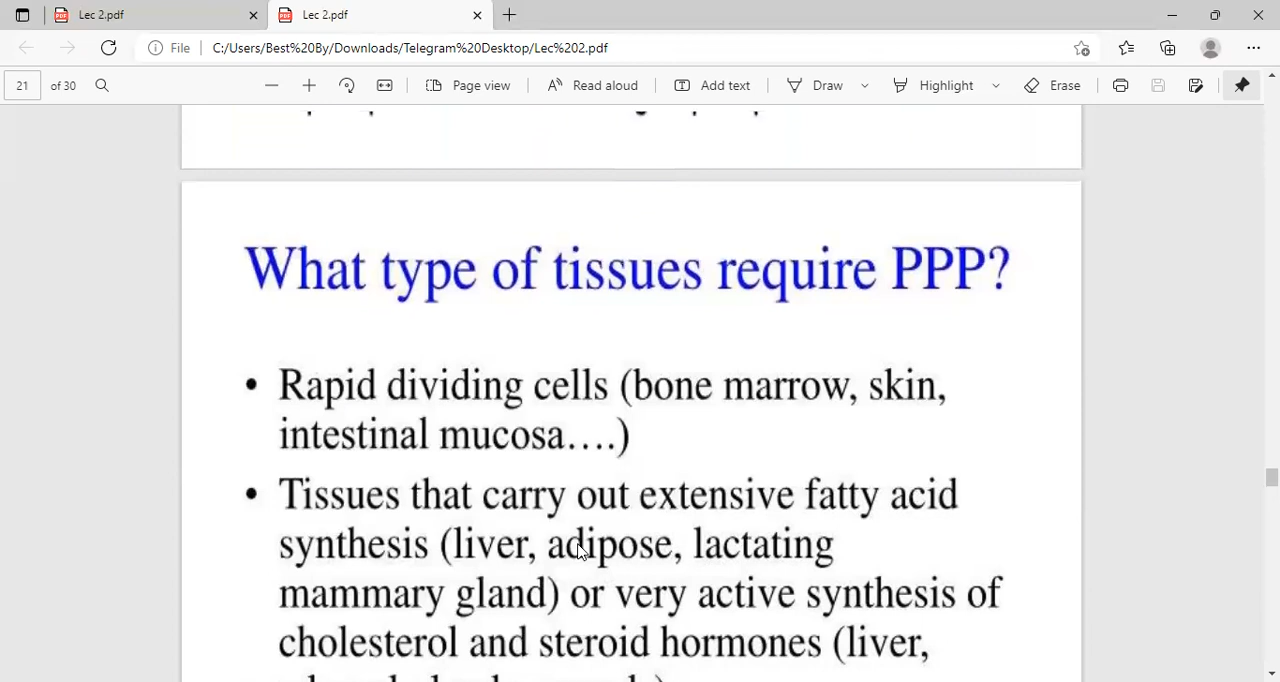 Lec 2.pdf
Lec 2.pdf
File
C:/Users/Best%20By/Downloads/Telegram%20Desktop/Lec%202.pdf
21 of 30
Page view
Read aloud
Add text
Draw
Highlight
Erase
What type of tissues require PPP?
• Rapid dividing cells (bone marrow, skin,
intestinal mucosa….)
• Tissues that carry out extensive fatty acid
synthesis (liver, adipose, lactating
mammary gland) or very active synthesis of
cholesterol and steroid hormones (liver,